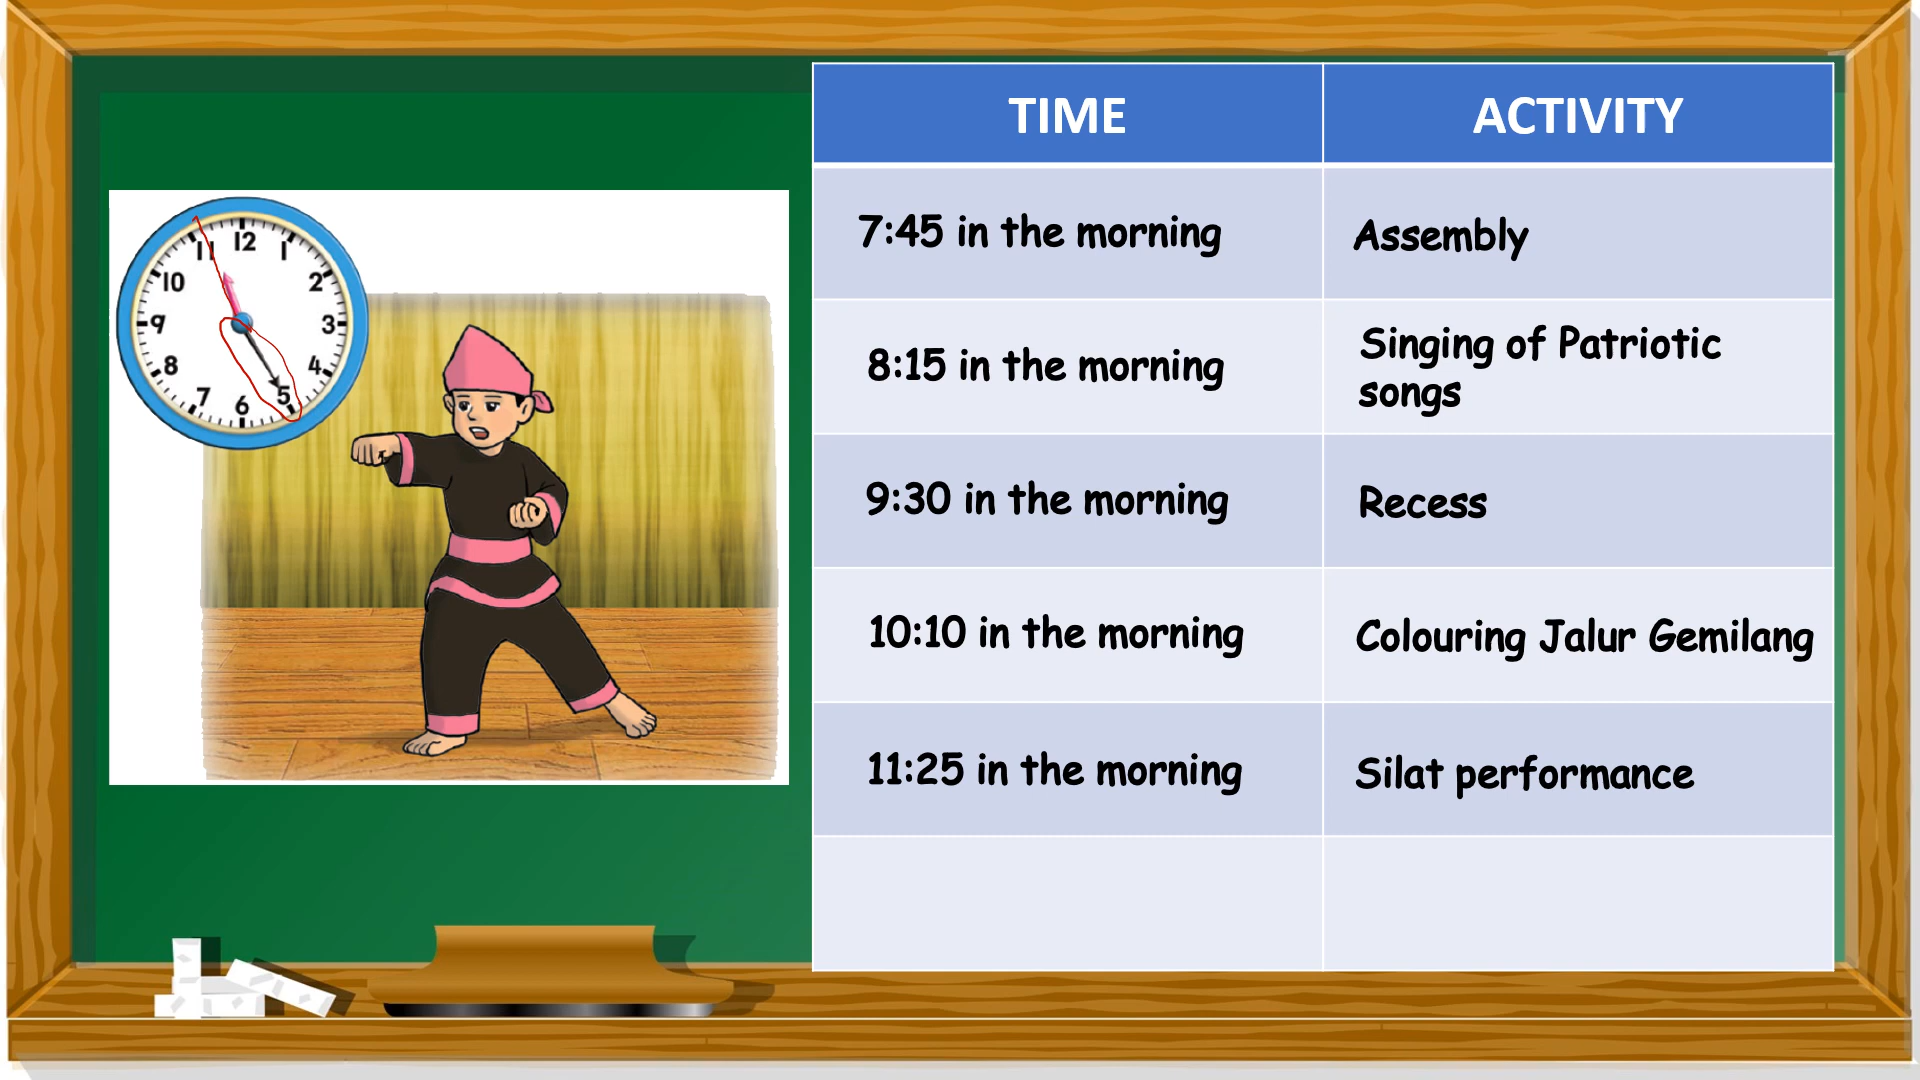 12
11
1
10
2
9
3
8
4
7
5
6
TIME ACTIVITY
7:45 in the morning Assembly
8:15 in the morning Singing of Patriotic
songs
9:30 in the morning Recess
10:10 in the morning Colouring Jalur Gemilang
11:25 in the morning Silat performance